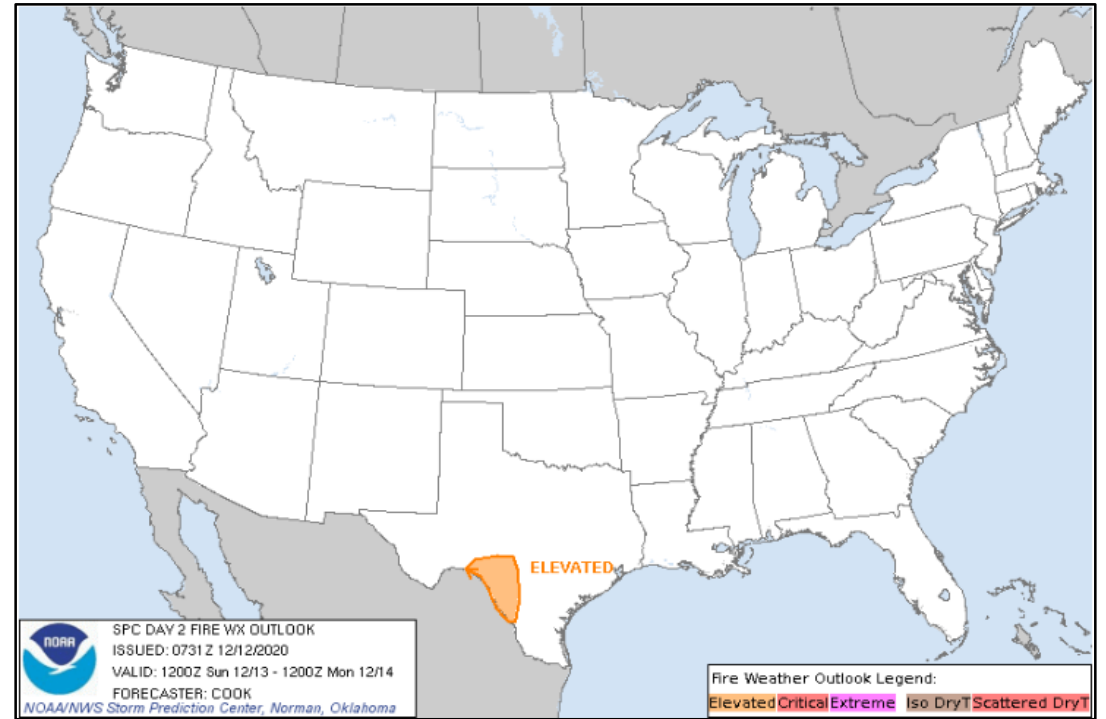 ELEVATED
NOAA
SPC DAY 2 FIRE WX OUTLOOK
ISSUED: 0731Z 12/12/2020
VALID: 1200Z Sun 12/13 - 1200Z Mon 12/14
FORECASTER: COOK
NOAA/NWS Storm Prediction Center, Norman, Oklahoma
Fire Weather Outlook Legend:
Elevated Critical Extreme Iso DryT Scattered DryT